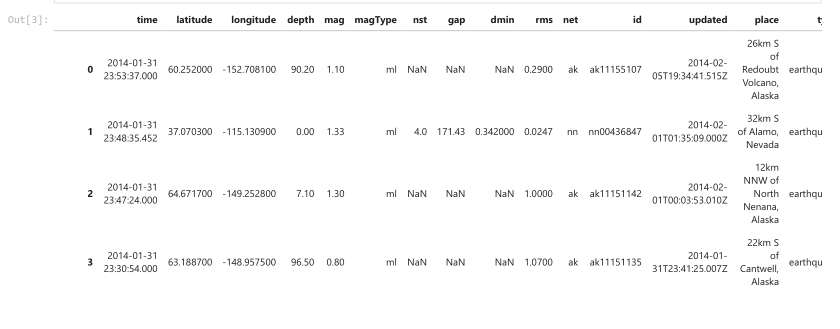 Out[3]:
time latitude longitude depth mag magType nst gap dmin rms net id updated place ty
0 2014-01-31 23:53:37.000 60.252000 -152.708100 90.20 1.10 ml NaN NaN NaN 0.2900 ak ak11155107 2014-02-05T19:34:41.515Z 26km S of Redoubt Volcano, Alaska earthqu
1 2014-01-31 23:48:35.452 37.070300 -115.130900 0.00 1.33 ml 4.0 171.43 0.342000 0.0247 nn nn00436847 2014-02-01T01:35:09.000Z 32km S of Alamo, Nevada earthqu
2 2014-01-31 23:47:24.000 64.671700 -149.252800 7.10 1.30 ml NaN NaN NaN 1.0000 ak ak11151142 2014-02-01T00:03:53.010Z 12km NNW of North Nenana, Alaska earthqu
3 2014-01-31 23:30:54.000 63.188700 -148.957500 96.50 0.80 ml NaN NaN NaN 1.0700 ak ak11151135 2014-01-31T23:41:25.007Z 22km S of Cantwell, Alaska earthqu